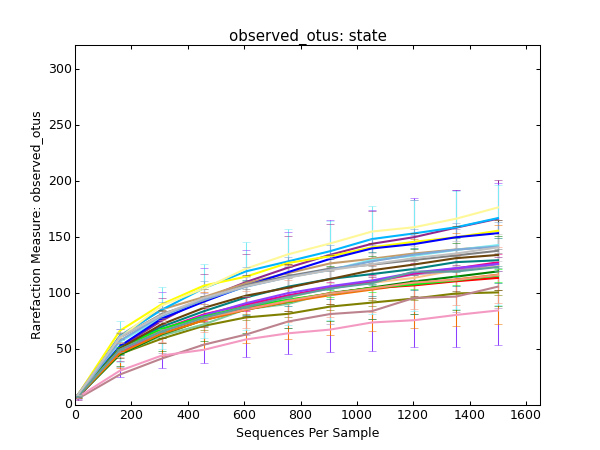 observed_otus: state
300
250
200
150
100
50
0
0 200 400 600 800 1000 1200 1400 1600
Sequences Per Sample
Rarefaction Measure: observed_otus